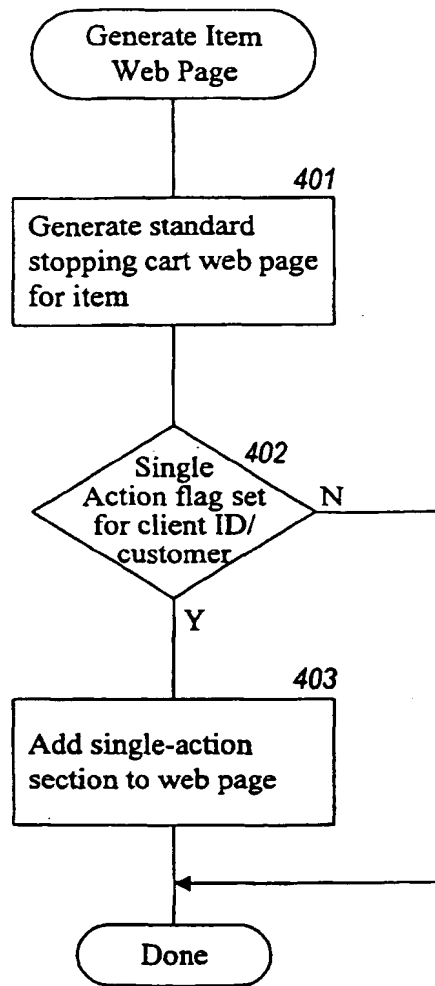 Generate Item
Web Page
401
Generate standard
stopping cart web page
for item
402
Single
Action flag set
for client ID/
customer
N
Y
403
Add single-action
section to web page
Done